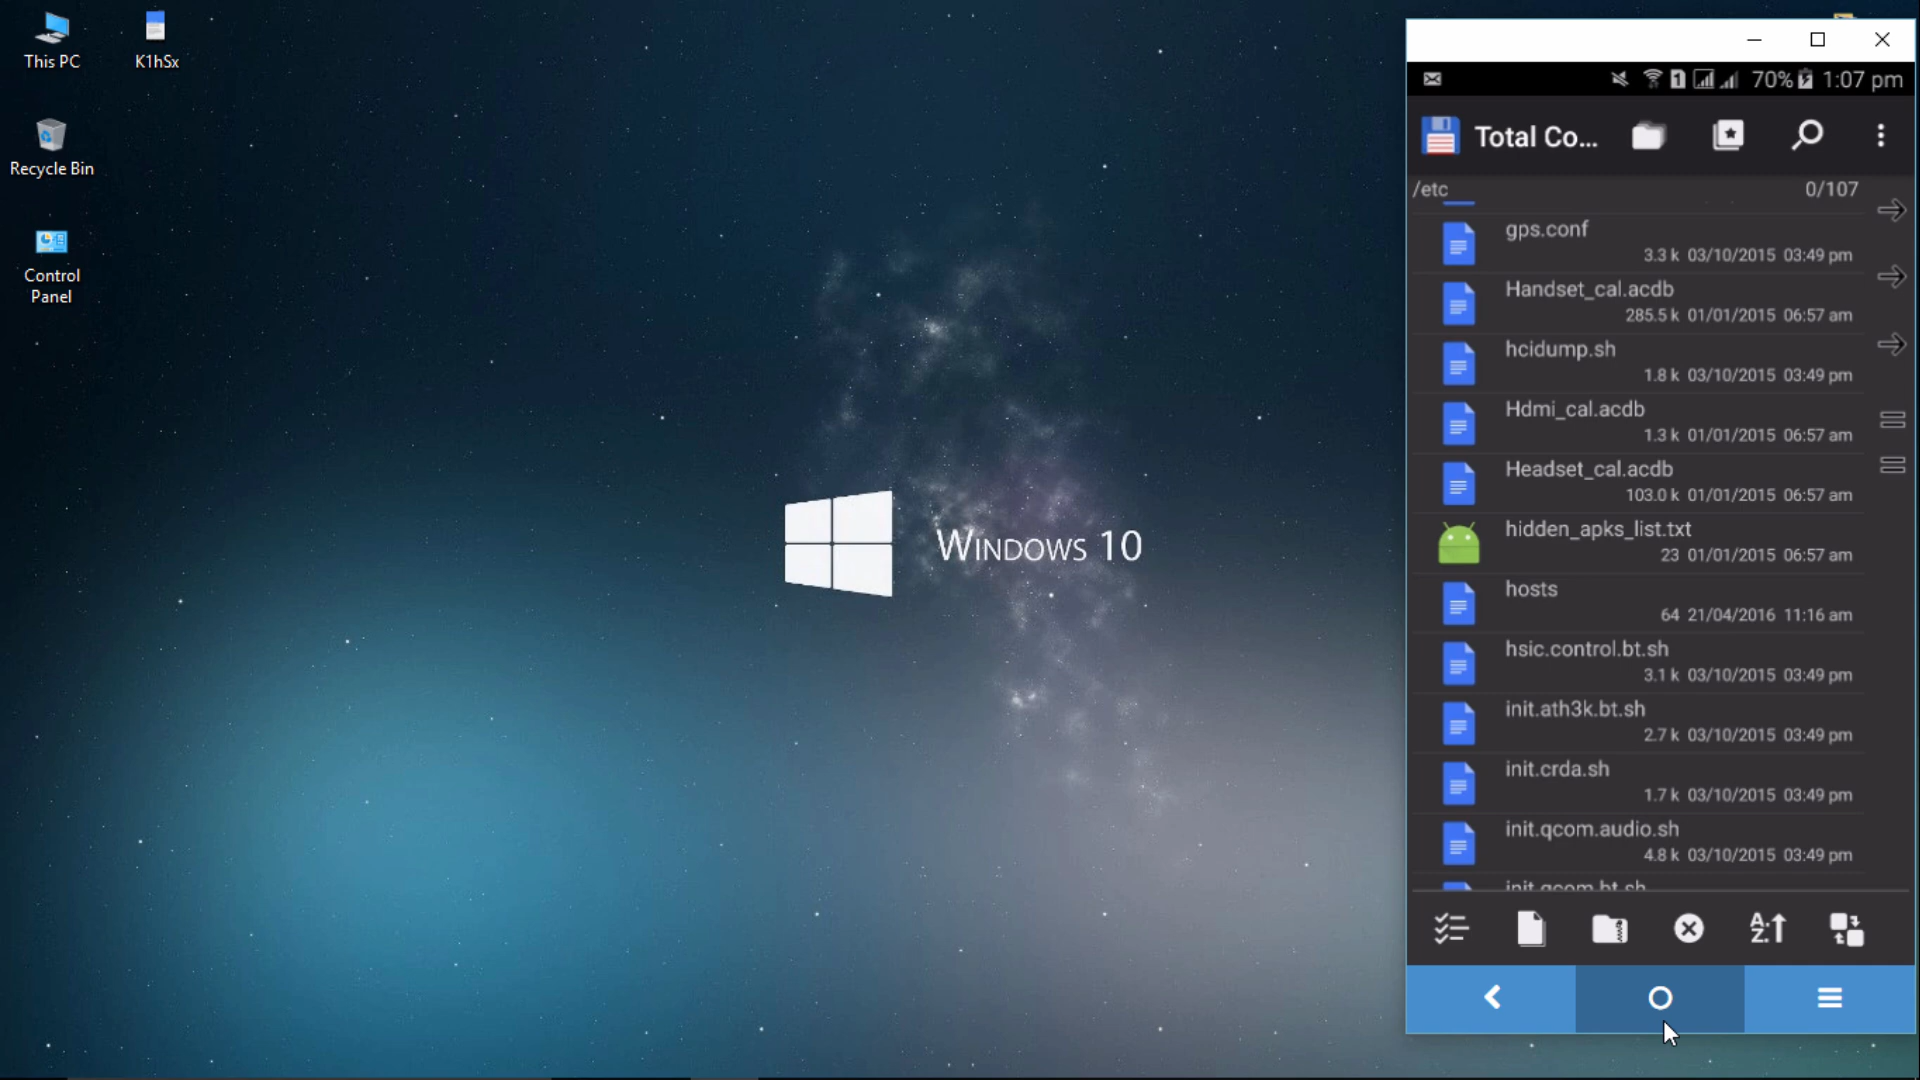 This PC
K1hSx
Recycle Bin
Control
Panel
WINDOWS 10
1
70%
1:07 pm
Total Co...
/etc
0/107
gps.conf
3.3 k 03/10/2015 03:49 pm
Handset_cal.acdb
285.5 k 01/01/2015 06:57 am
hcidump.sh
1.8 k 03/10/2015 03:49 pm
Hdmi_cal.acdb
1.3 k 01/01/2015 06:57 am
Headset_cal.acdb
103.0 k 01/01/2015 06:57 am
hidden_apks_list.txt
23 01/01/2015 06:57 am
hosts
64 21/04/2016 11:16 am
hsic.control.bt.sh
3.1 k 03/10/2015 03:49 pm
init.ath3k.bt.sh
2.7 k 03/10/2015 03:49 pm
init.crda.sh
1.7 k 03/10/2015 03:49 pm
init.qcom.audio.sh
4.8 k 03/10/2015 03:49 pm
init.qcom.bt.sh
A.
Z.